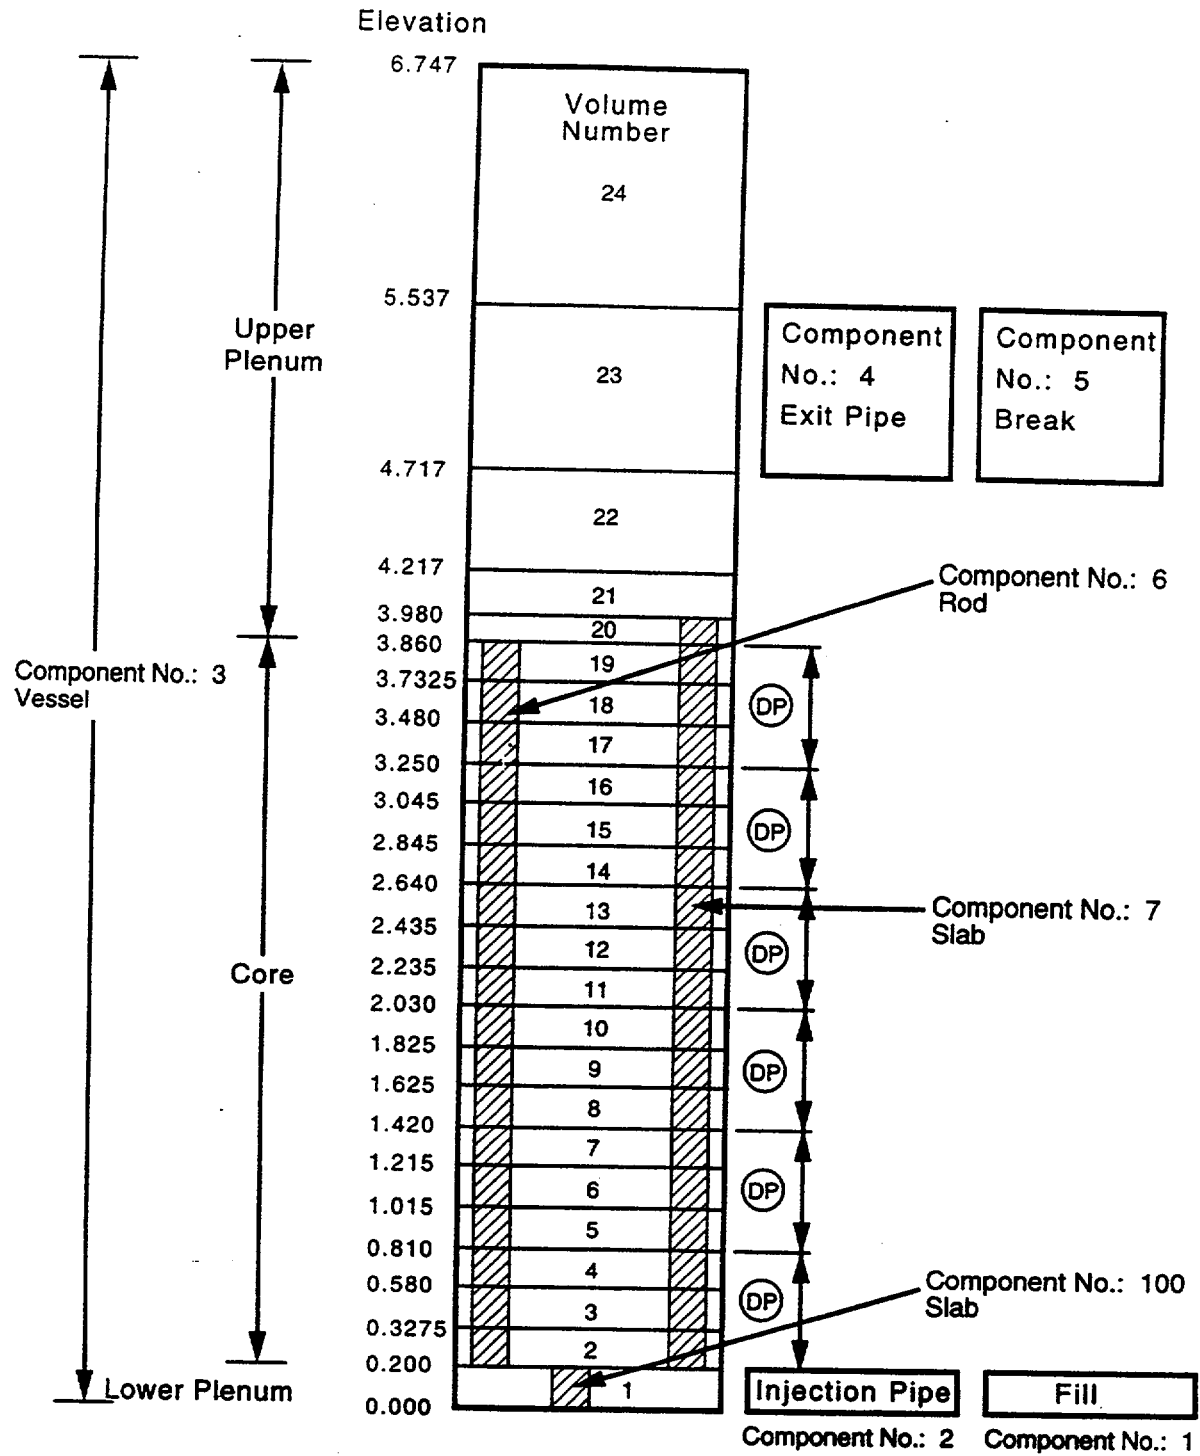 Elevation
6.747
Volume
Number
24
5.537
Upper
Plenum
Component
No.: 4
Exit Pipe
Component
No.: 5
Break
23
4.717
22
4.217
Component No.: 6
Rod
21
3.980
20
3.860
19
Component No.: 3
Vessel
3.7325
18
DP
3.480
17
3.250
16
3.045
15
DP
2.845
14
2.640
13
Component No.: 7
Slab
2.435
12
DP
2.235
Core
11
2.030
10
1.825
9
DP
1.625
8
1.420
7
1.215
6
DP
1.015
5
0.810
4
0.580
Component No.: 100
Slab
3
DP
0.3275
2
0.200
Lower Plenum
1
Injection Pipe
Fill
0.000
Component No.: 2
Component No.: 1